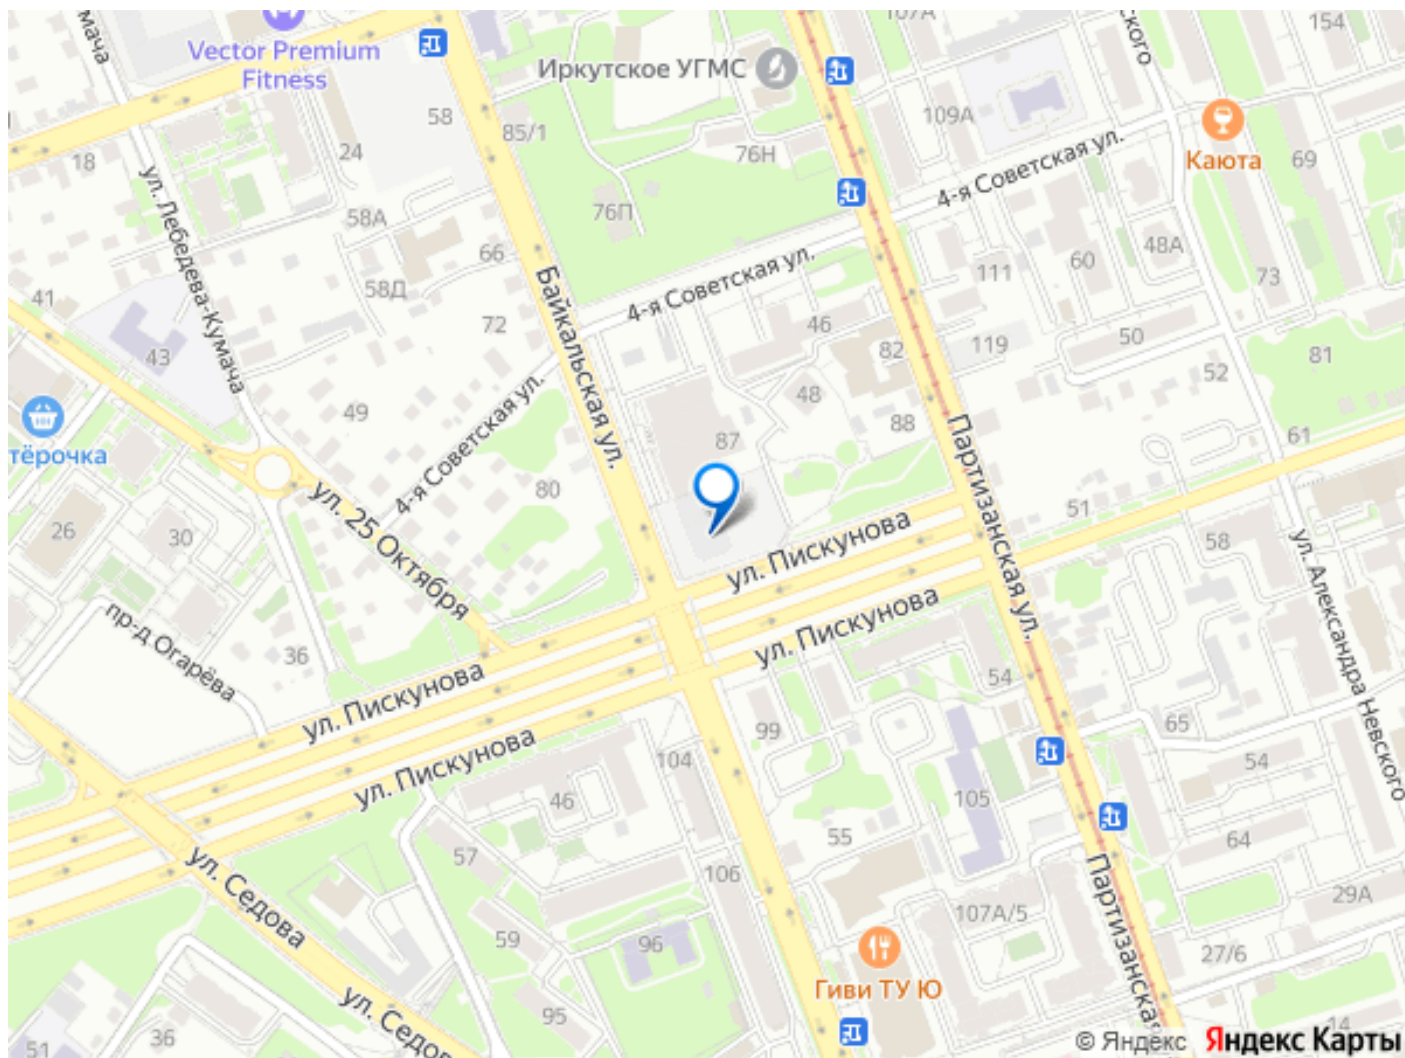 107А
154
Vector Premium
Fitness
Иркутское УГМС
58
85/1
109А
Каюта
69
18
24
76Н
4-я Советская ул.
ул. Лебедева-Кумача
58А
76П
66
48А
60
111
73
41
58Д
Байкальская ул.
4-я Советская ул.
72
46
50
43
82
119
81
52
49
48
88
87
61
тёрочка
4-я Советская ул.
80
Партизанская ул.
26
30
ул. 25 Октября
ул. Пискунова
51
58
ул. Александра Невского
пр-д Огарёва
36
ул. Пискунова
ул. Пискунова
54
99
65
ул. Пискунова
104
54
46
105
55
64
57
ул. Седова
106
107А/5
Партизанская
29А
59
96
27/6
Гиви ТУ Ю
95
36
51
14
© Яндекс Яндекс Карты